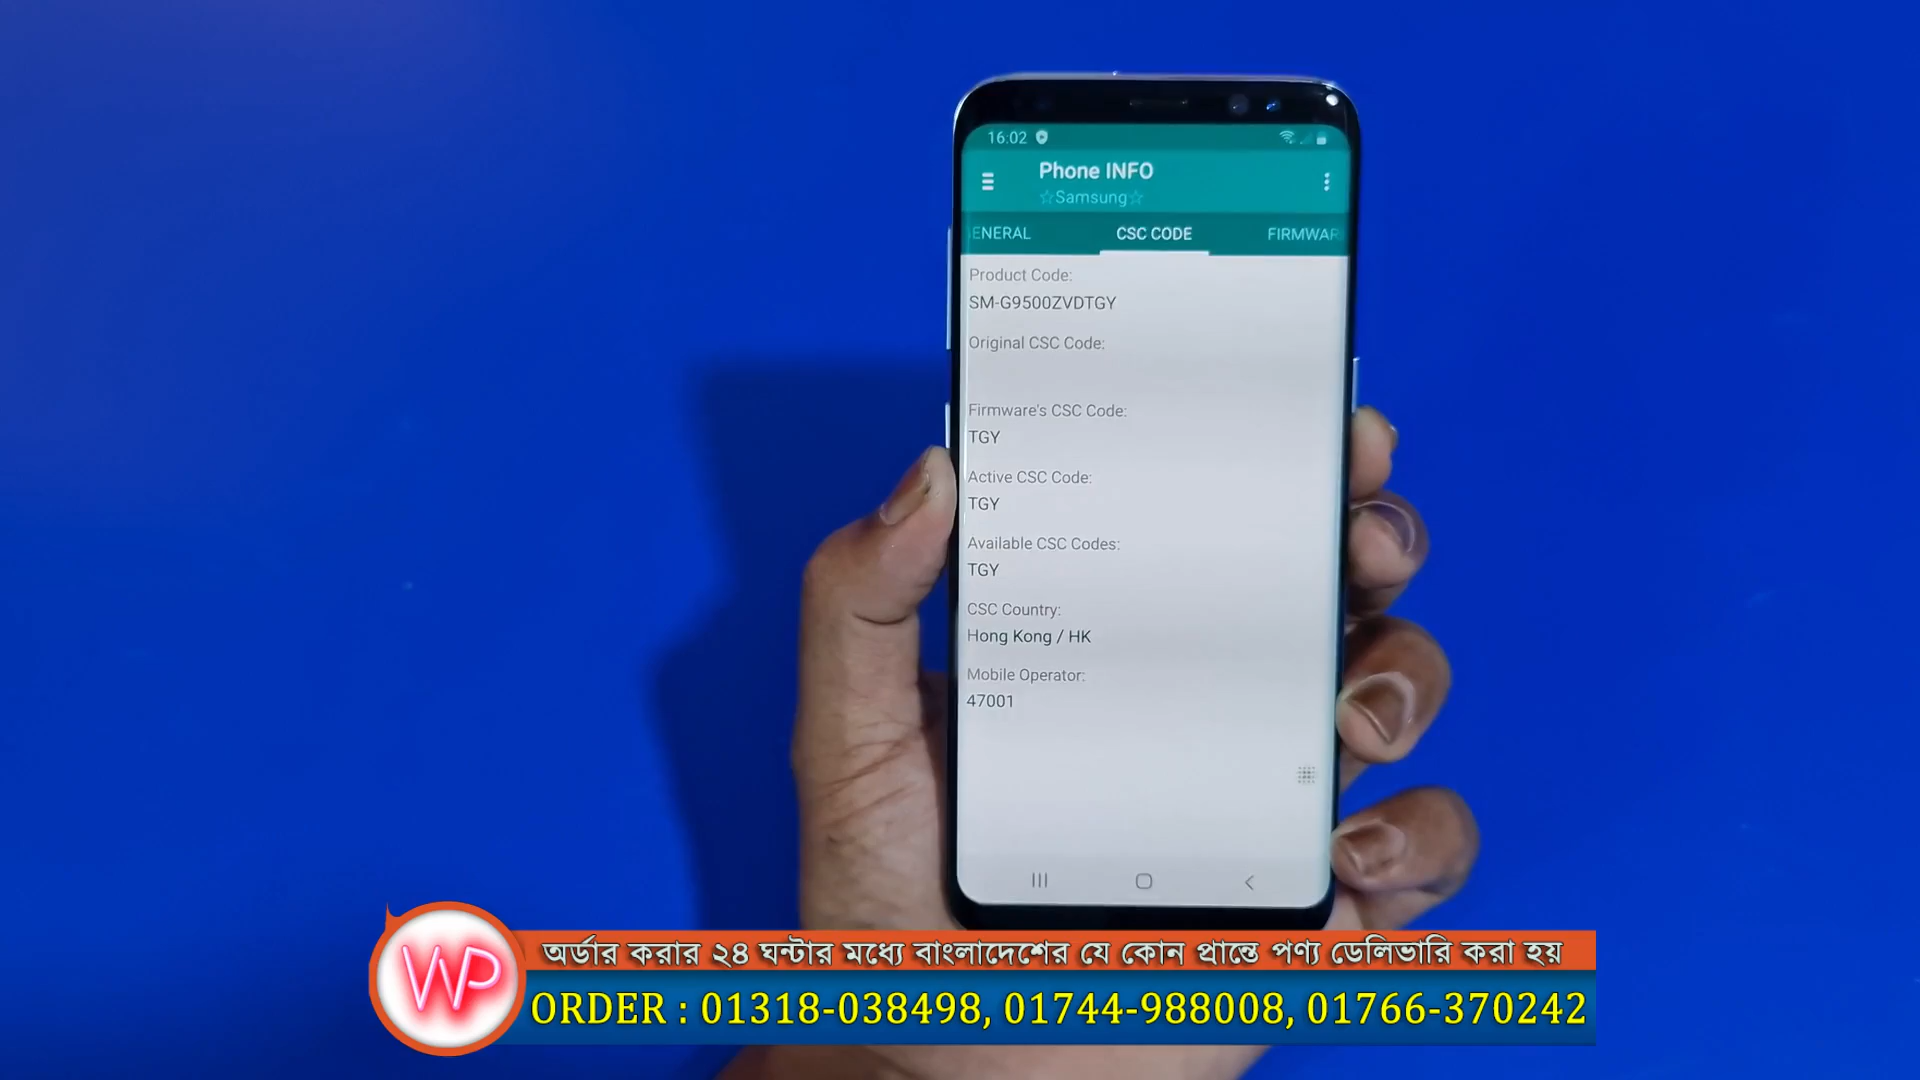 16:02
Phone INFO
☆Samsung☆
ENERAL CSC CODE FIRMWAR
Product Code:
SM-G9500ZVDTGY
Original CSC Code:
Firmware's CSC Code:
TGY
Active CSC Code:
TGY
Available CSC Codes:
TGY
CSC Country:
Hong Kong / HK
Mobile Operator:
47001
WP
অর্ডার করার ২৪ ঘন্টার মধ্যে বাংলাদেশের যে কোন প্রান্তে পণ্য ডেলিভারি করা হয়
ORDER : 01318-038498, 01744-988008, 01766-370242